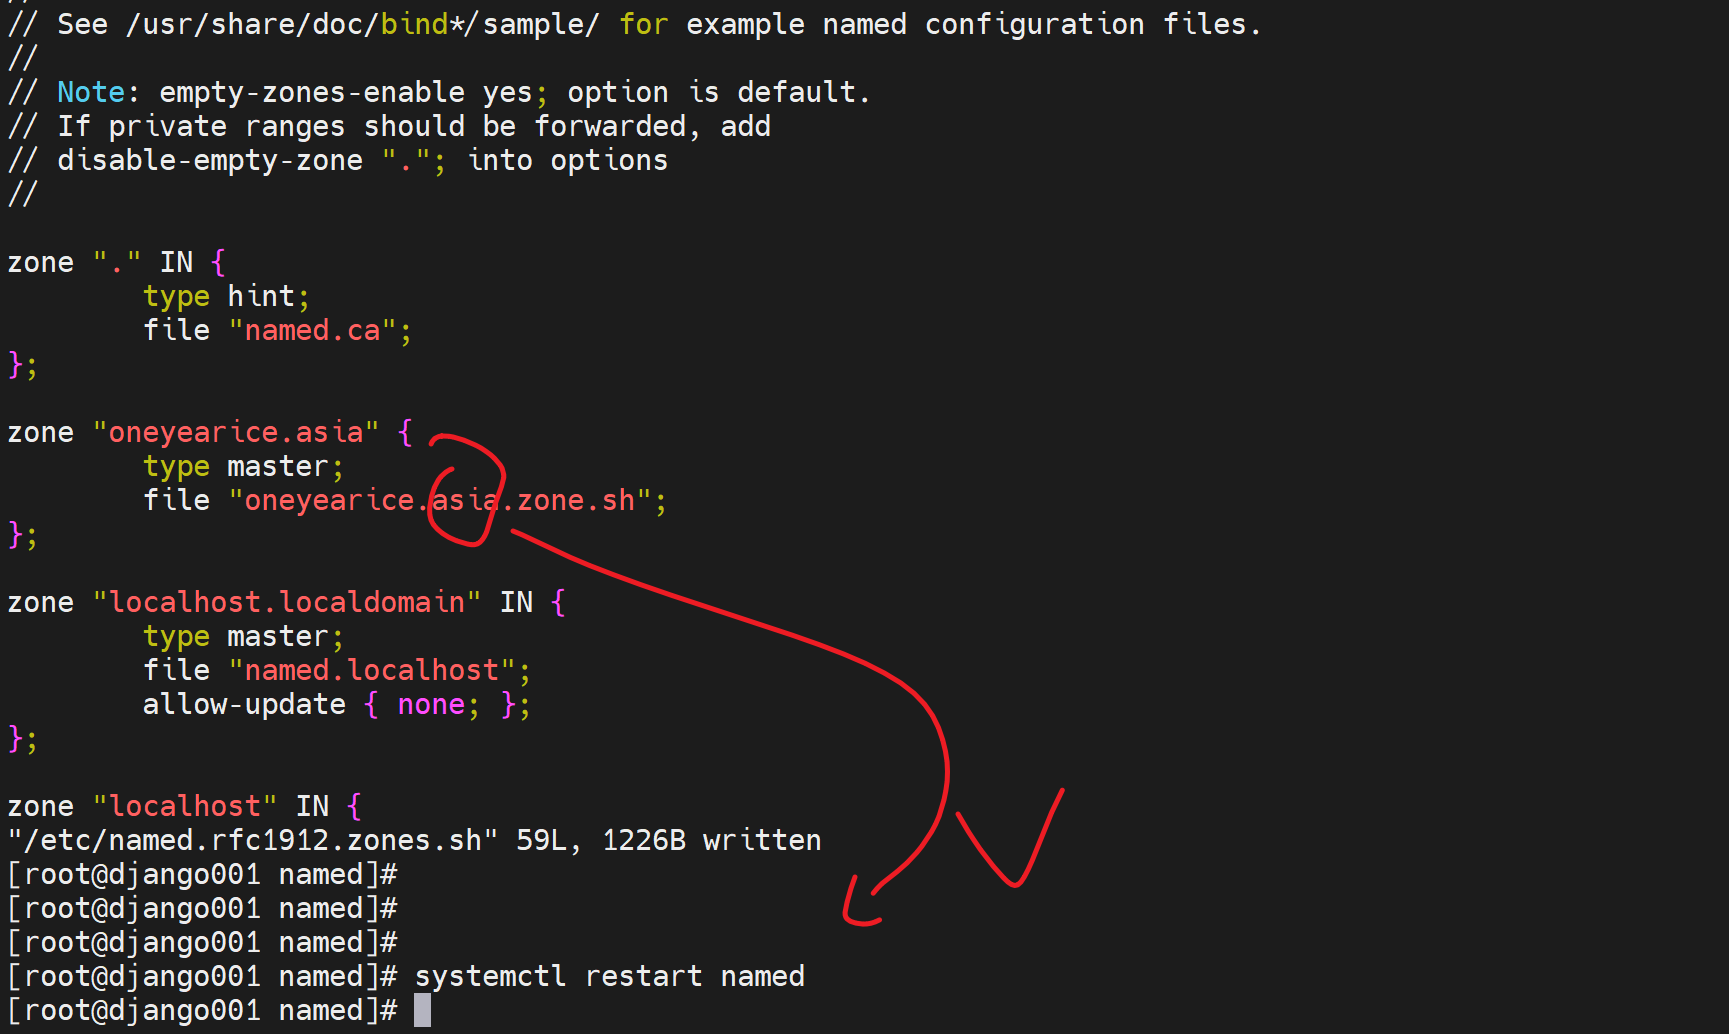 //
// See /usr/share/doc/bind*/sample/ for example named configuration files.
//
// Note: empty-zones-enable yes; option is default.
// If private ranges should be forwarded, add
// disable-empty-zone "."; into options
//
zone "." IN {
        type hint;
        file "named.ca";
};
zone "oneyearice.asia" {
        type master;
        file "oneyearice.asia.zone.sh";
};
zone "localhost.localdomain" IN {
        type master;
        file "named.localhost";
        allow-update { none; };
};
zone "localhost" IN {
"/etc/named.rfc1912.zones.sh" 59L, 1226B written
[root@django001 named]#
[root@django001 named]#
[root@django001 named]#
[root@django001 named]# systemctl restart named
[root@django001 named]#